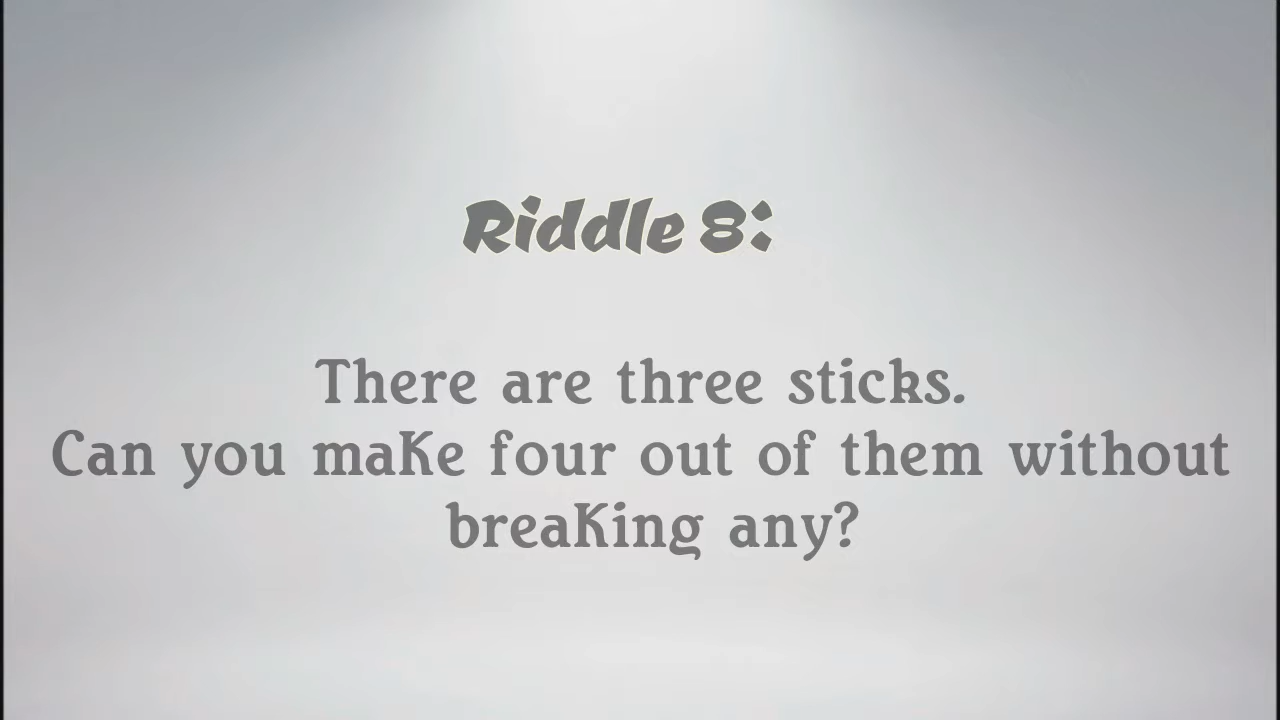 Riddle 8:
There are three sticks.
Can you make four out of them without
breaking any?